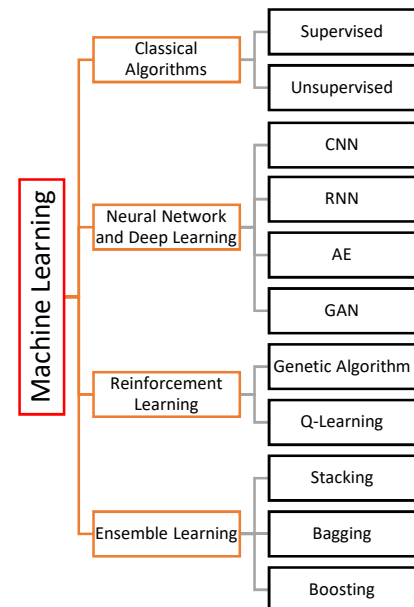 Machine Learning
Classical
Algorithms
Supervised
Unsupervised
Neural Network
and Deep Learning
CNN
RNN
AE
GAN
Reinforcement
Learning
Genetic Algorithm
Q-Learning
Ensemble Learning
Stacking
Bagging
Boosting